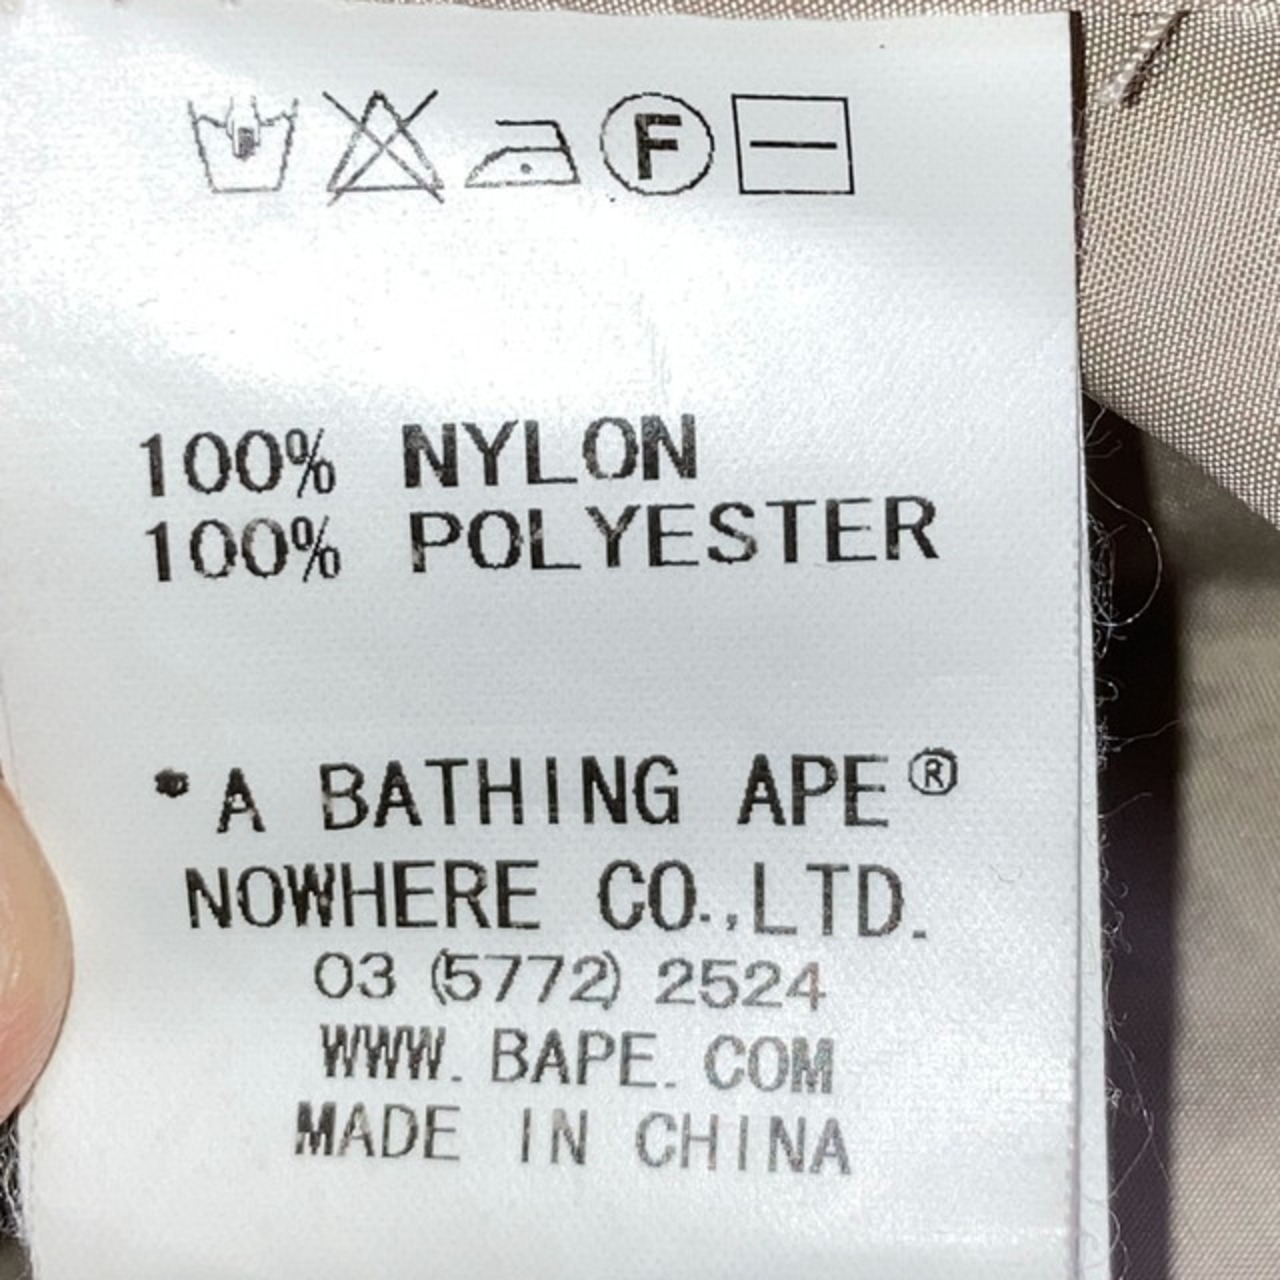 F
100% NYLON
100% POLYESTER
*A BATHING APE®
NOWHERE CO.,LTD.
03 (5772) 2524
WWW. BAPE. COM
MADE IN CHINA